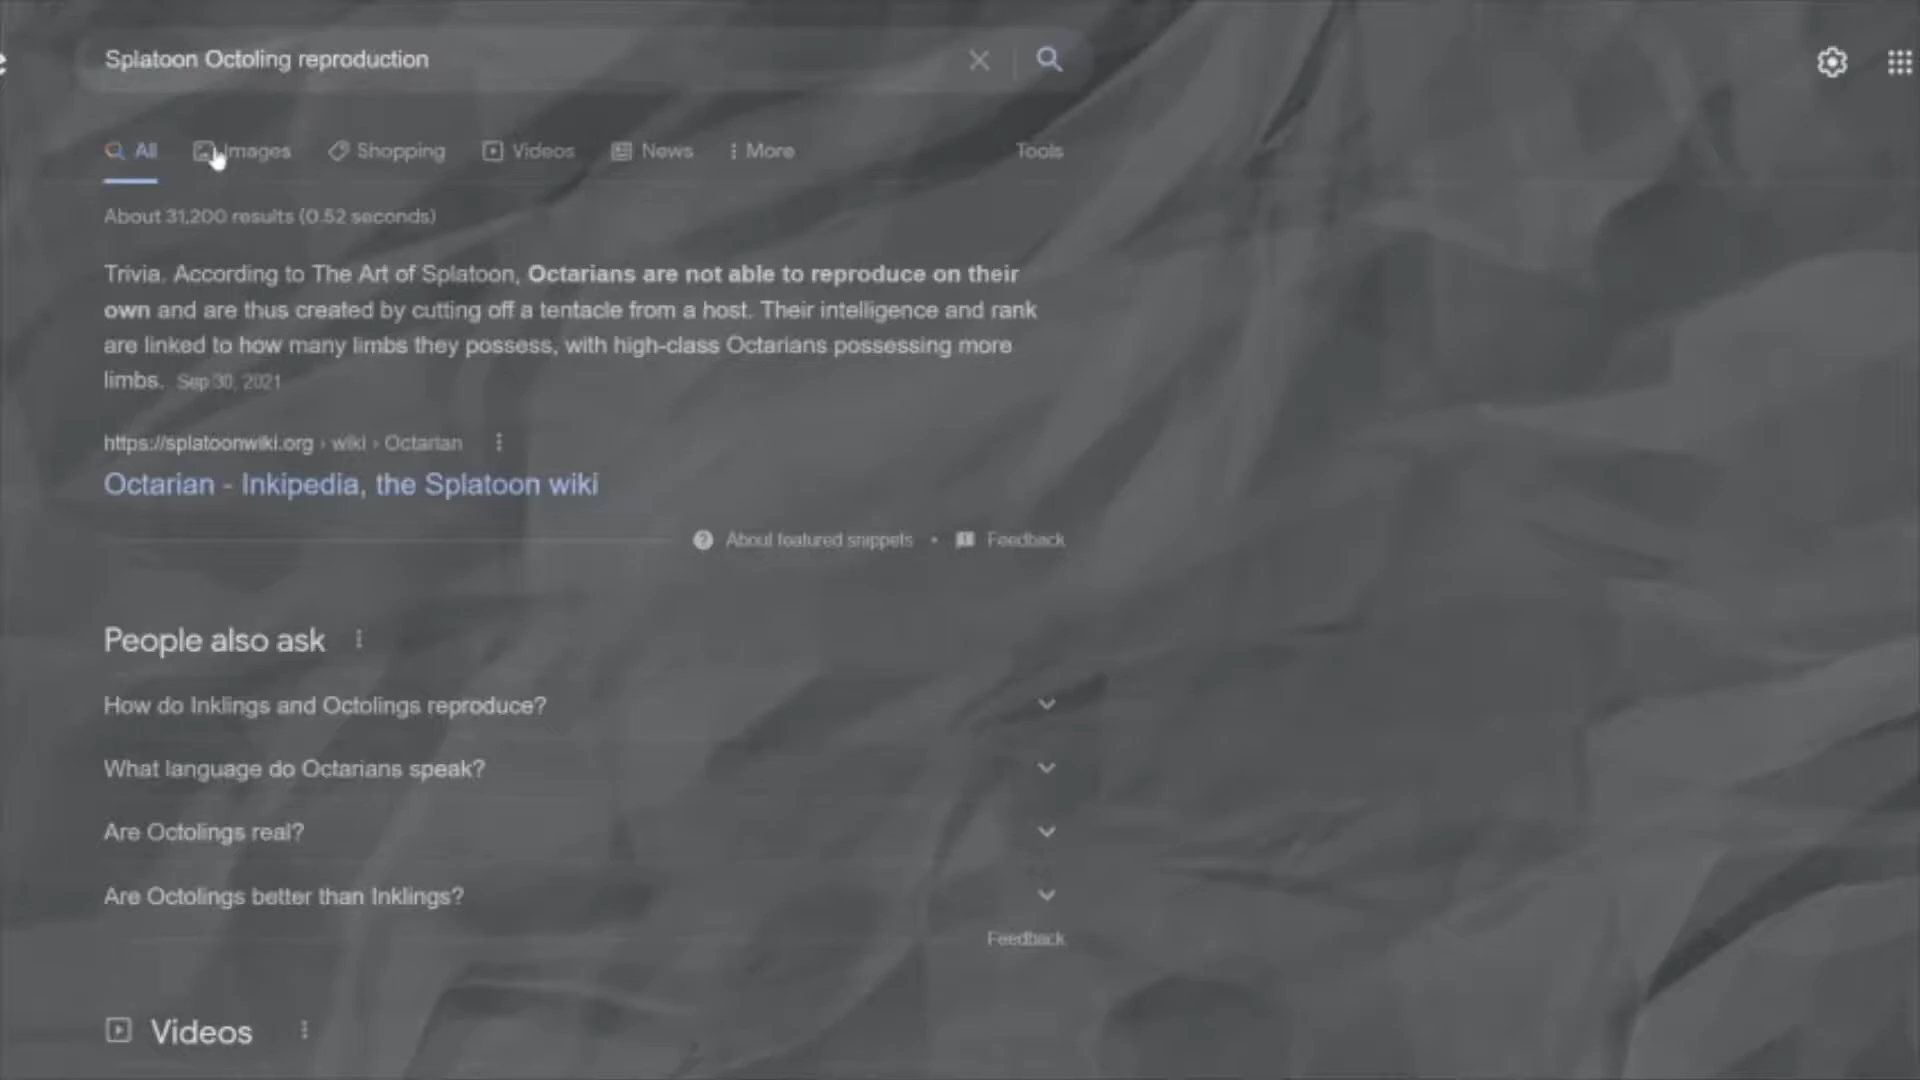 Splatoon Octoling reproduction
All Images Shopping Videos News More Tools
About 31,200 results (0.52 seconds)
Trivia. According to The Art of Splatoon, Octarians are not able to reproduce on their
own and are thus created by cutting off a tentacle from a host. Their intelligence and rank
are linked to how many limbs they possess, with high-class Octarians possessing more
limbs. Sep 30, 2021
https://splatoonwiki.org › wiki › Octarian
Octarian - Inkipedia, the Splatoon wiki
About featured snippets • Feedback
People also ask
How do Inklings and Octolings reproduce?
What language do Octarians speak?
Are Octolings real?
Are Octolings better than Inklings?
Feedback
Videos